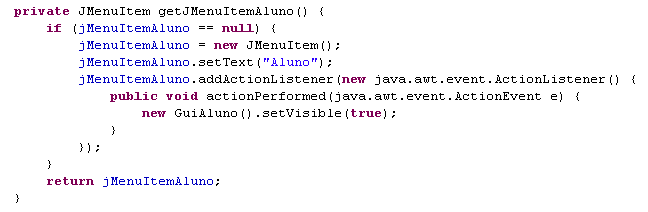 private JMenuItem getJMenuItemAluno() {
    if (jMenuItemAluno == null) {
        jMenuItemAluno = new JMenuItem();
        jMenuItemAluno.setText("Aluno");
        jMenuItemAluno.addActionListener(new java.awt.event.ActionListener() {
            public void actionPerformed(java.awt.event.ActionEvent e) {
                new GuiAluno().setVisible(true);
            }
        });
    }
    return jMenuItemAluno;
}